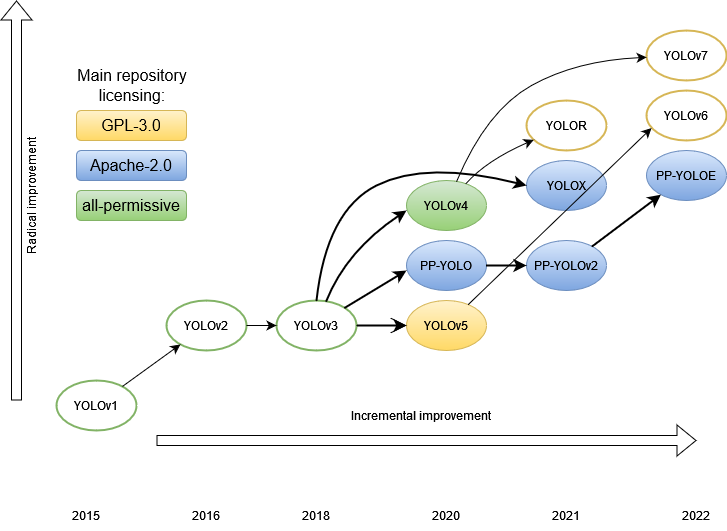 Main repository
licensing:
GPL-3.0
Apache-2.0
all-permissive
Radical improvement
YOLOv7
YOLOv6
YOLOR
PP-YOLOE
YOLOX
YOLOv4
PP-YOLO
PP-YOLOv2
YOLOv2
YOLOv3
YOLOv5
YOLOv1
Incremental improvement
2015
2016
2018
2020
2021
2022